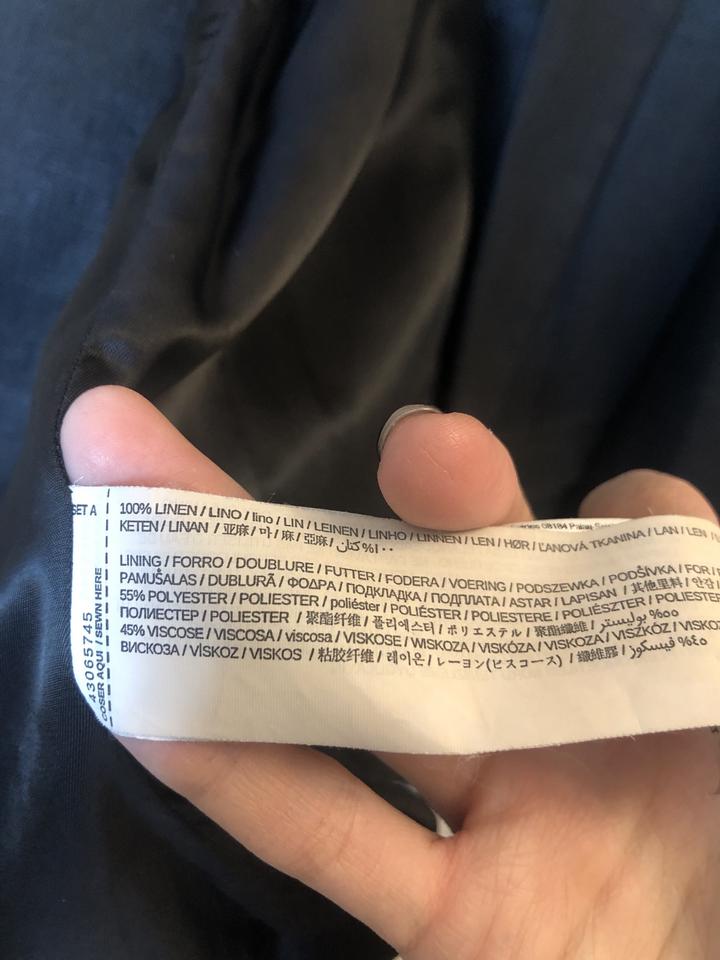 SET A
43065745
COSER AQUI / SEWN HERE
08184 Palau
100% LINEN / LINO / lino / LIN / LEINEN / LINHO / LINNEN / LEN / HØR / ĽANOVÁ TKANINA / LAN / LEN /
KETEN / LINAN / 亚麻 / 마 / 麻 / 亞麻 / كتان %١٠٠
LINING / FORRO / DOUBLURE / FUTTER / FODERA / VOERING / PODSZEWKA / PODŠÍVKA / FOR /
PAMUŠALAS / DUBLURĂ / ΦΟΔΡΑ / ПОДКЛАДКА / ПОДПЛАТА / ASTAR / LAPISAN / 其他里料 / 안감 /
55% POLYESTER / POLIESTER / poliéster / POLIÉSTER / POLIESTERE / POLIÉSZTER / POLIESTER
ПОЛИЕСТЕР / POLIESTER / 聚酯纤维 / 폴리에스터 / ポリエステル / 聚酯纖維 / بوليستر %٥٥
45% VISCOSE / VISCOSA / viscosa / VISKOSE / WISKOZA / VISKÓZA / VISKOZA / VISZKÓZ / VISKOZ
ВИСКОЗА / VİSKOZ / VISKOS / 粘胶纤维 / 레이온 / レーヨン(ビスコース) / 纖維膠 / فيسكوز %٤٥